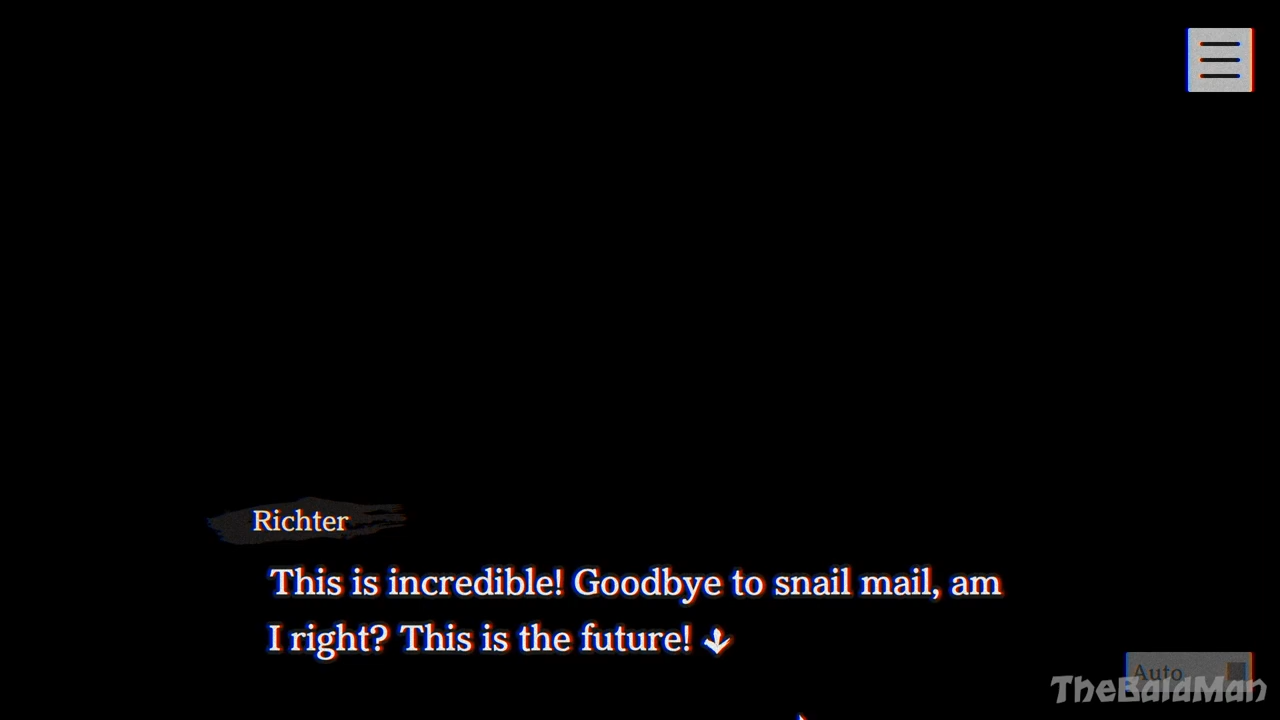 Richter
This is incredible! Goodbye to snail mail, am
I right? This is the future!
Auto
TheBaldMan